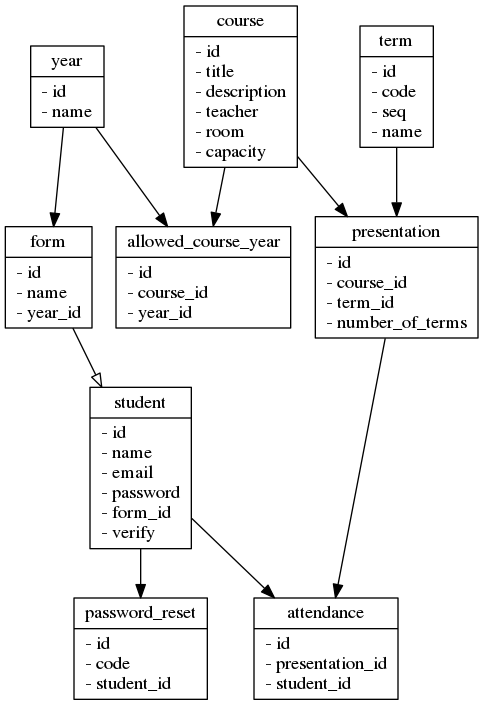 course
- id
- title
- description
- teacher
- room
- capacity
term
- id
- code
- seq
- name
year
- id
- name
form
- id
- name
- year_id
allowed_course_year
- id
- course_id
- year_id
presentation
- id
- course_id
- term_id
- number_of_terms
student
- id
- name
- email
- password
- form_id
- verify
password_reset
- id
- code
- student_id
attendance
- id
- presentation_id
- student_id